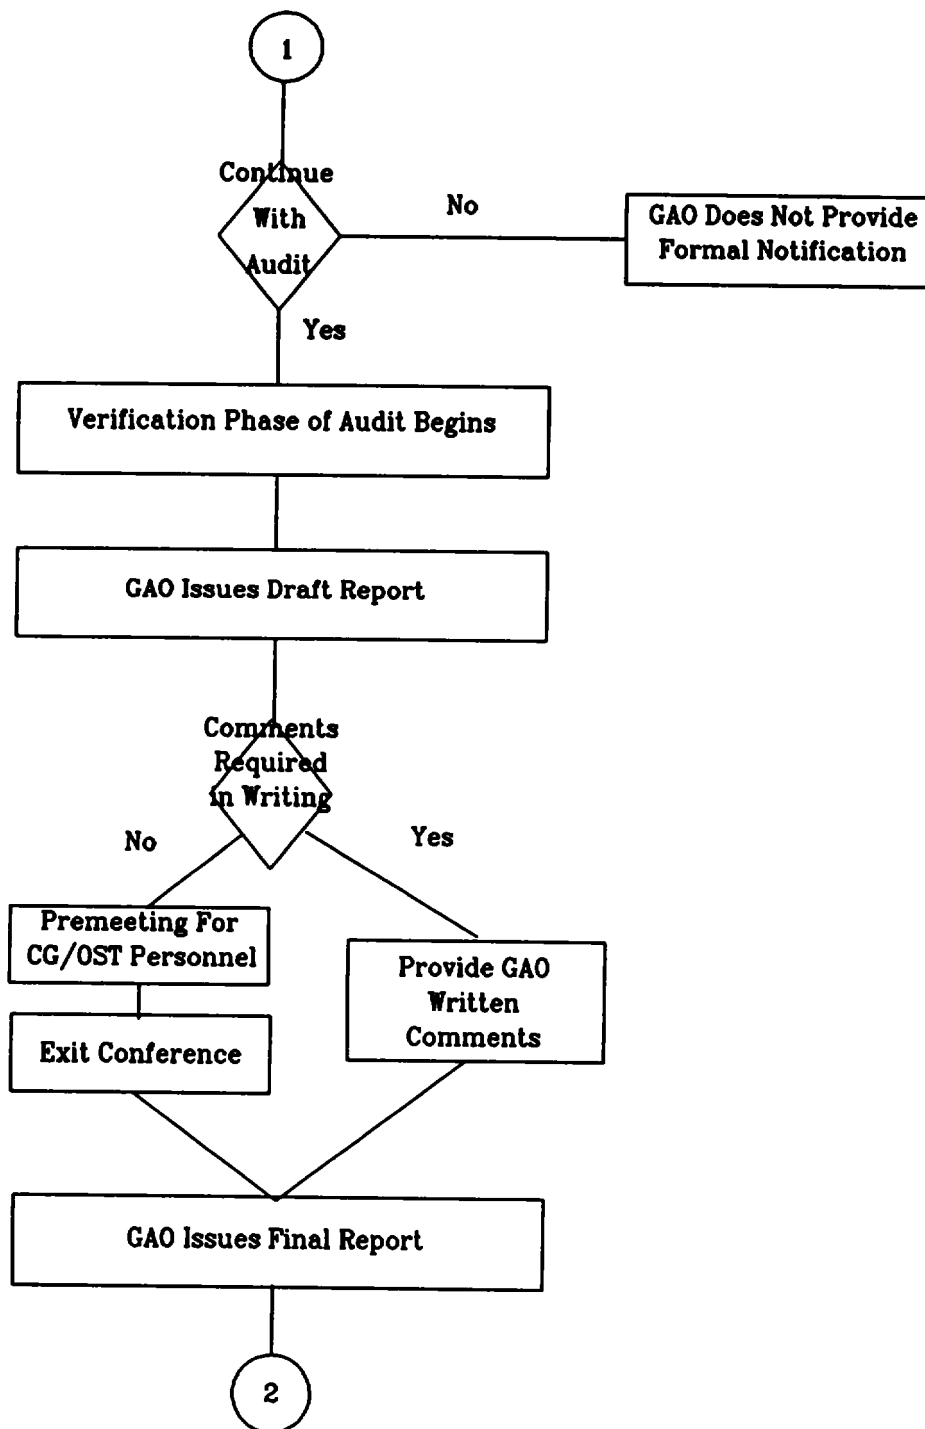 1
Continue
With
Audit
No
GAO Does Not Provide
Formal Notification
Yes
Verification Phase of Audit Begins
GAO Issues Draft Report
Comments
Required
in Writing
No
Yes
Premeeting For
CG/OST Personnel
Provide GAO
Written
Comments
Exit Conference
GAO Issues Final Report
2